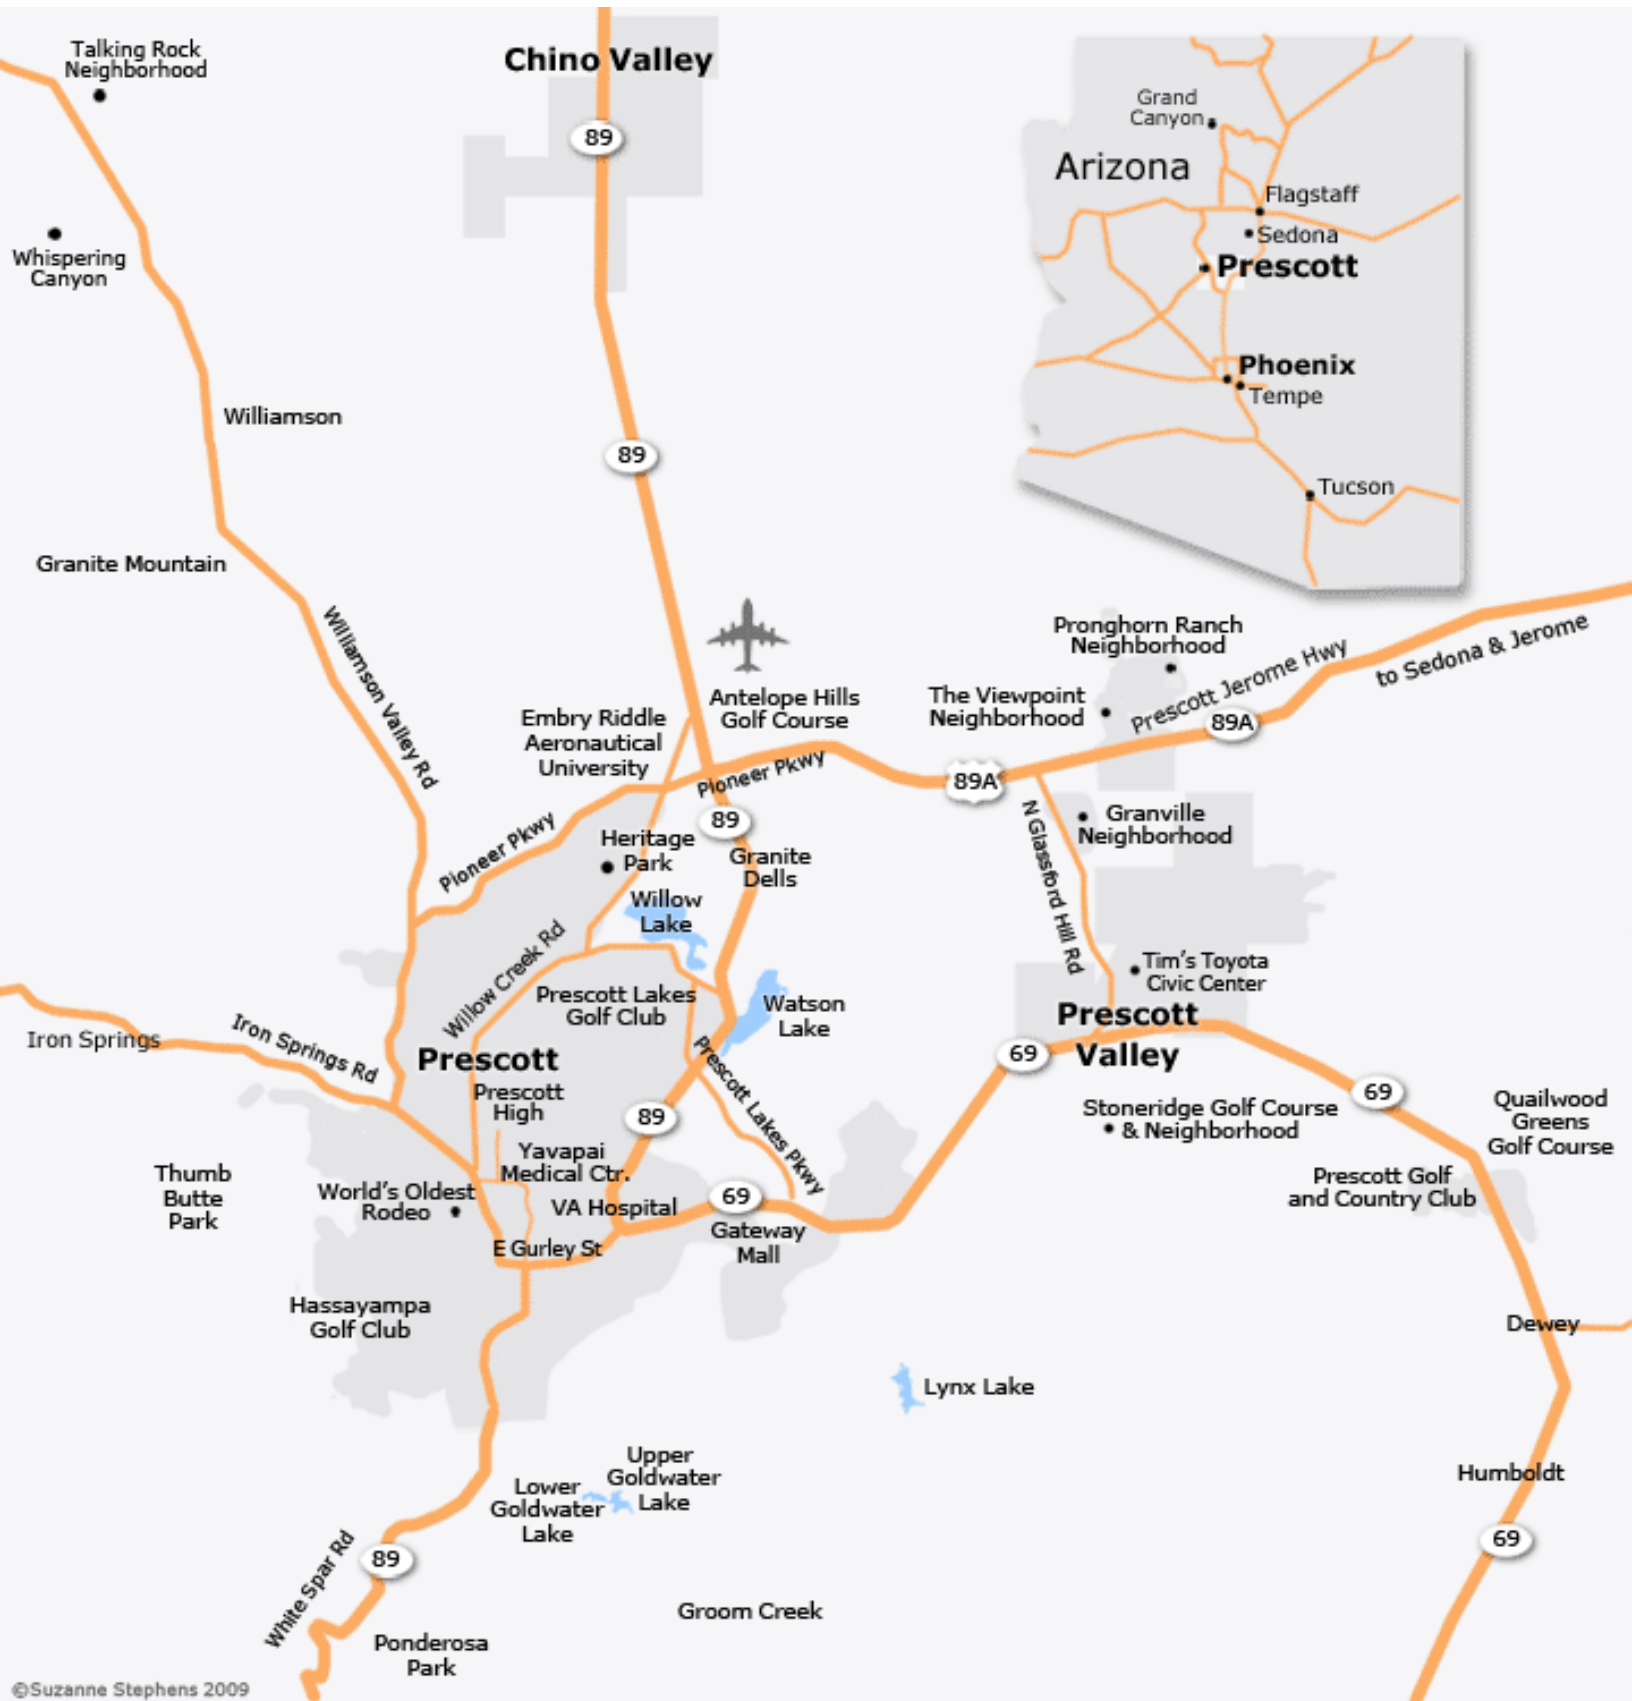 Talking Rock
Neighborhood
Chino Valley
89
Grand
Canyon
Arizona
Flagstaff
Sedona
Prescott
Phoenix
Tempe
Tucson
Whispering
Canyon
Williamson
89
Granite Mountain
Williamson Valley Rd
Pronghorn Ranch
Neighborhood
Prescott Jerome Hwy
to Sedona & Jerome
The Viewpoint
Neighborhood
89A
Antelope Hills
Golf Course
Embry Riddle
Aeronautical
University
Pioneer Pkwy
89A
Pioneer Pkwy
89
Heritage
Park
Granite
Dells
N Glassford Hill Rd
Granville
Neighborhood
Willow
Lake
Willow Creek Rd
Tim's Toyota
Civic Center
Prescott Lakes
Golf Club
Watson
Lake
Prescott
Valley
69
Iron Springs
Iron Springs Rd
Prescott
Prescott
High
Prescott Lakes Pkwy
89
69
Stoneridge Golf Course
& Neighborhood
Quailwood
Greens
Golf Course
Yavapai
Medical Ctr.
Thumb
Butte
Park
World's Oldest
Rodeo
VA Hospital
69
Prescott Golf
and Country Club
Gateway
Mall
E Gurley St
Hassayampa
Golf Club
Dewey
Lynx Lake
Upper
Goldwater
Lake
Lower
Goldwater
Lake
Humboldt
69
White Spar Rd
89
Groom Creek
Ponderosa
Park
©Suzanne Stephens 2009